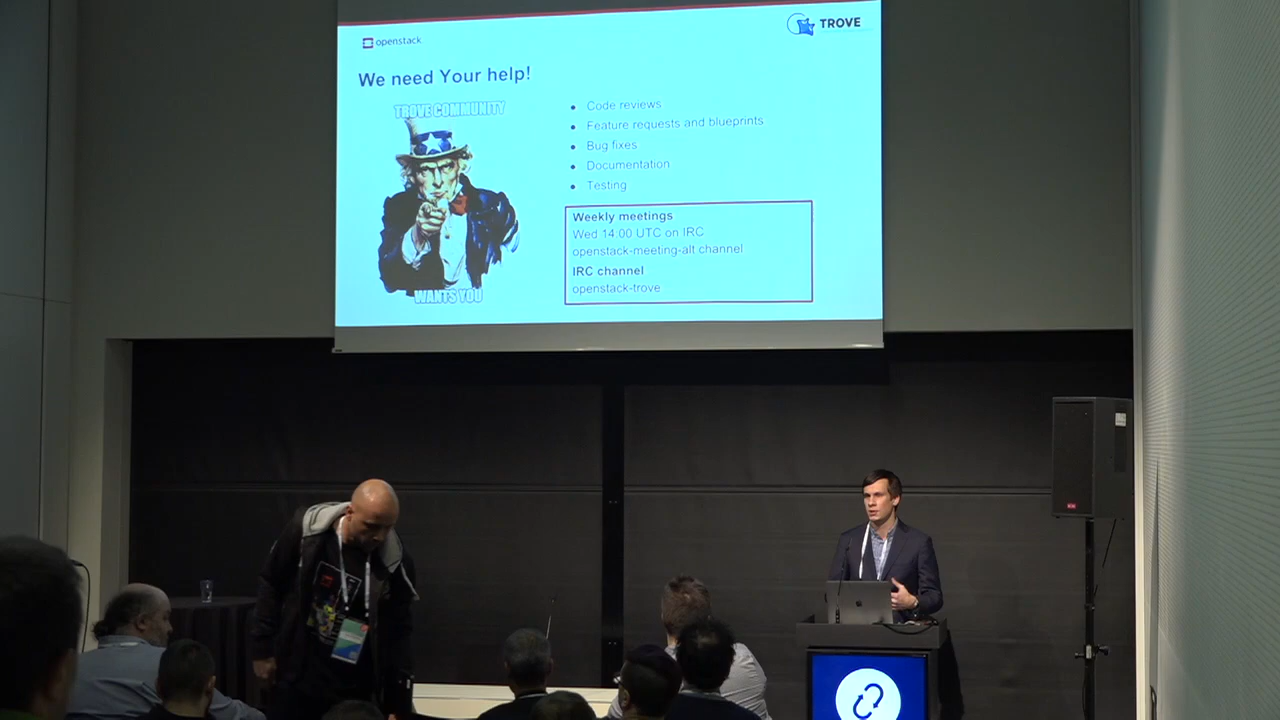 openstack
TROVE
We need Your help!
TROVE COMMUNITY
WANTS YOU
Code reviews
Feature requests and blueprints
Bug fixes
Documentation
Testing
Weekly meetings
Wed 14:00 UTC on IRC
openstack-meeting-alt channel
IRC channel
openstack-trove